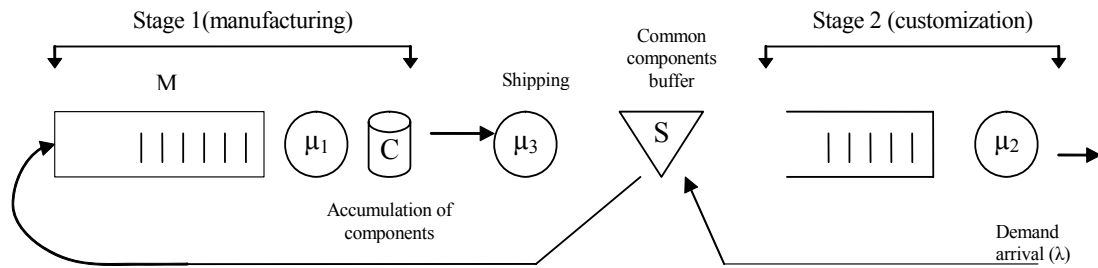 Stage 1(manufacturing)
Stage 2 (customization)
Common
components
buffer
M
Shipping
μ1
C
μ3
S
μ2
Accumulation of
components
Demand
arrival (λ)